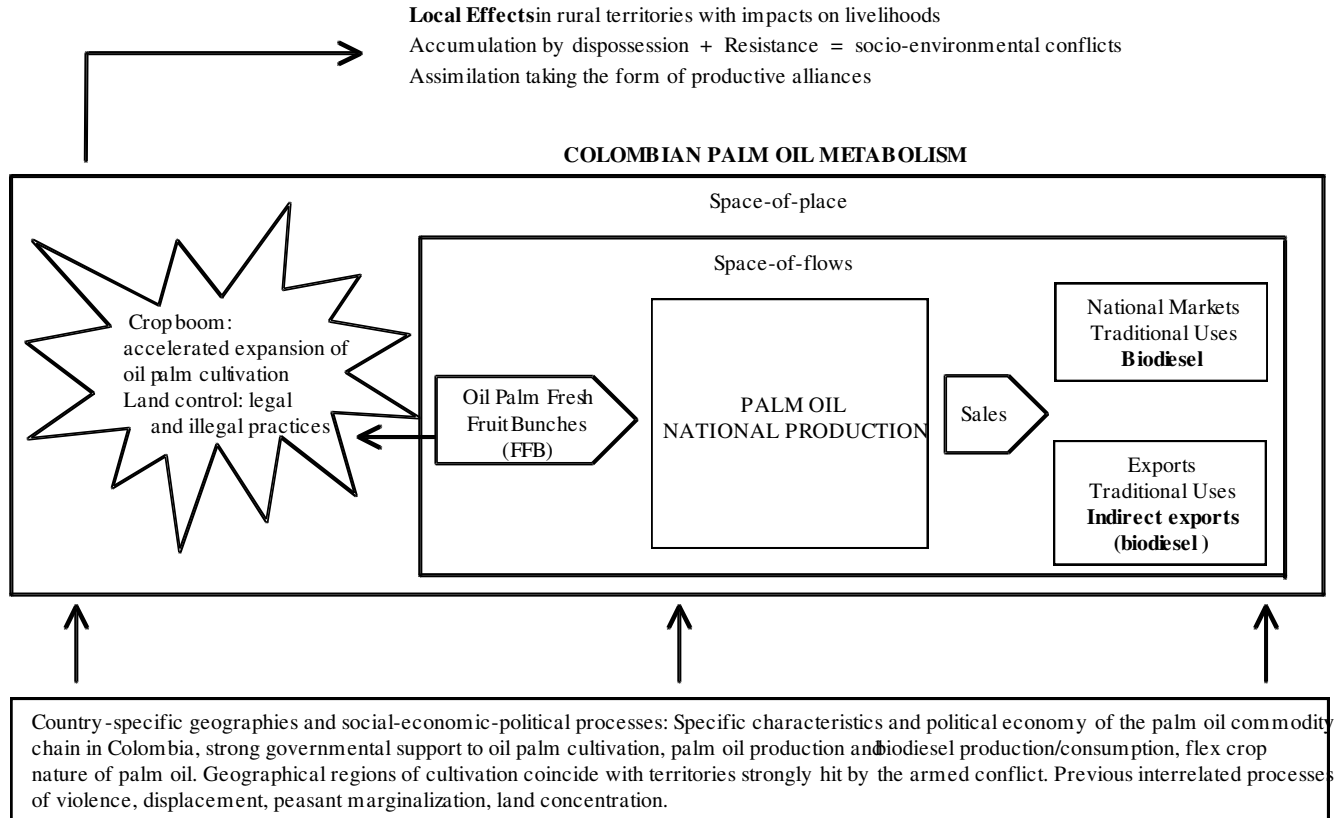 Local Effects in rural territories with impacts on livelihoods
Accumulation by dispossession + Resistance = socio-environmental conflicts
Assimilation taking the form of productive alliances
COLOMBIAN PALM OIL METABOLISM
Space-of-place
Space-of-flows
Crop boom:
accelerated expansion of
oil palm cultivation
Land control: legal
and illegal practices
Oil Palm Fresh
Fruit Bunches
(FFB)
PALM OIL
NATIONAL PRODUCTION
Sales
National Markets
Traditional Uses
Biodiesel
Exports
Traditional Uses
Indirect exports
(biodiesel)
Country-specific geographies and social-economic-political processes: Specific characteristics and political economy of the palm oil commodity
chain in Colombia, strong governmental support to oil palm cultivation, palm oil production and biodiesel production/consumption, flex crop
nature of palm oil. Geographical regions of cultivation coincide with territories strongly hit by the armed conflict. Previous interrelated processes
of violence, displacement, peasant marginalization, land concentration.